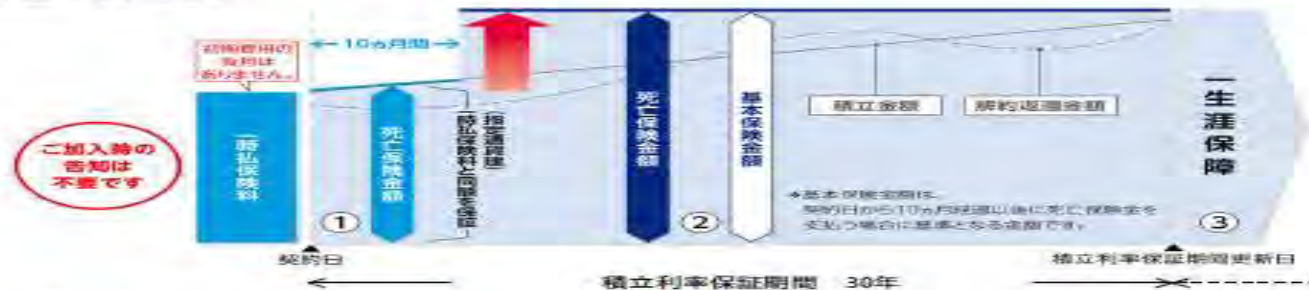 初期費用の
負担は
ありません。
10ヵ月間
ご加入時の
告知は
不要です
一時払保険料
死亡保険金額
指定通貨建
一時払保険料と同額を保証
死亡保険金額
基本保険金額
積立金額
解約返還金額
一生涯保障
①
②
③
*基本保険金額は、
契約日から10ヵ月経過以後に死亡保険金を
支払う場合に基準となる金額です。
契約日
積立利率保証期間更新日
積立利率保証期間 30年